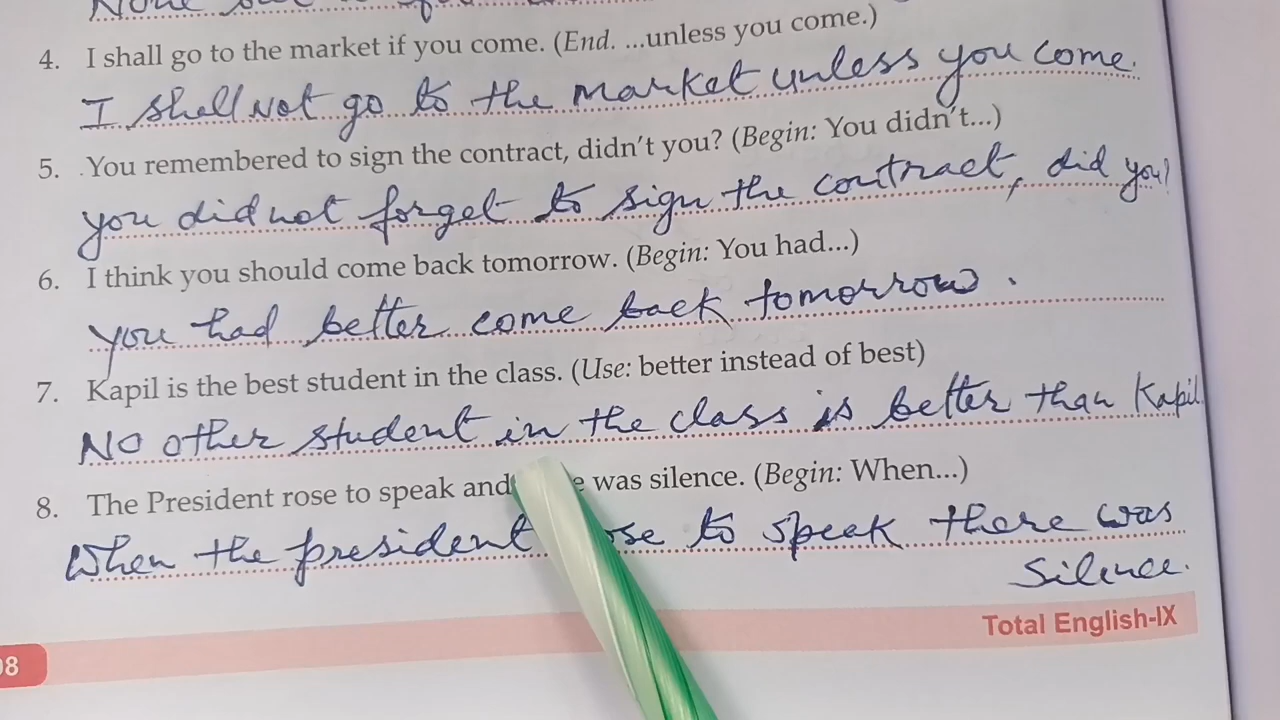 4. I shall go to the market if you come. (End. ...unless you come.)
I shall Not go to the market unless you come.
5. You remembered to sign the contract, didn't you? (Begin: You didn't...)
you did not forget to sign the contract, did you?
6. I think you should come back tomorrow. (Begin: You had...)
you had better come back tomorrow.
7. Kapil is the best student in the class. (Use: better instead of best)
NO other student in the class is better than Kapil.
8. The President rose to speak and was silence. (Begin: When...)
When the president to speak there was
silence.
Total English-IX